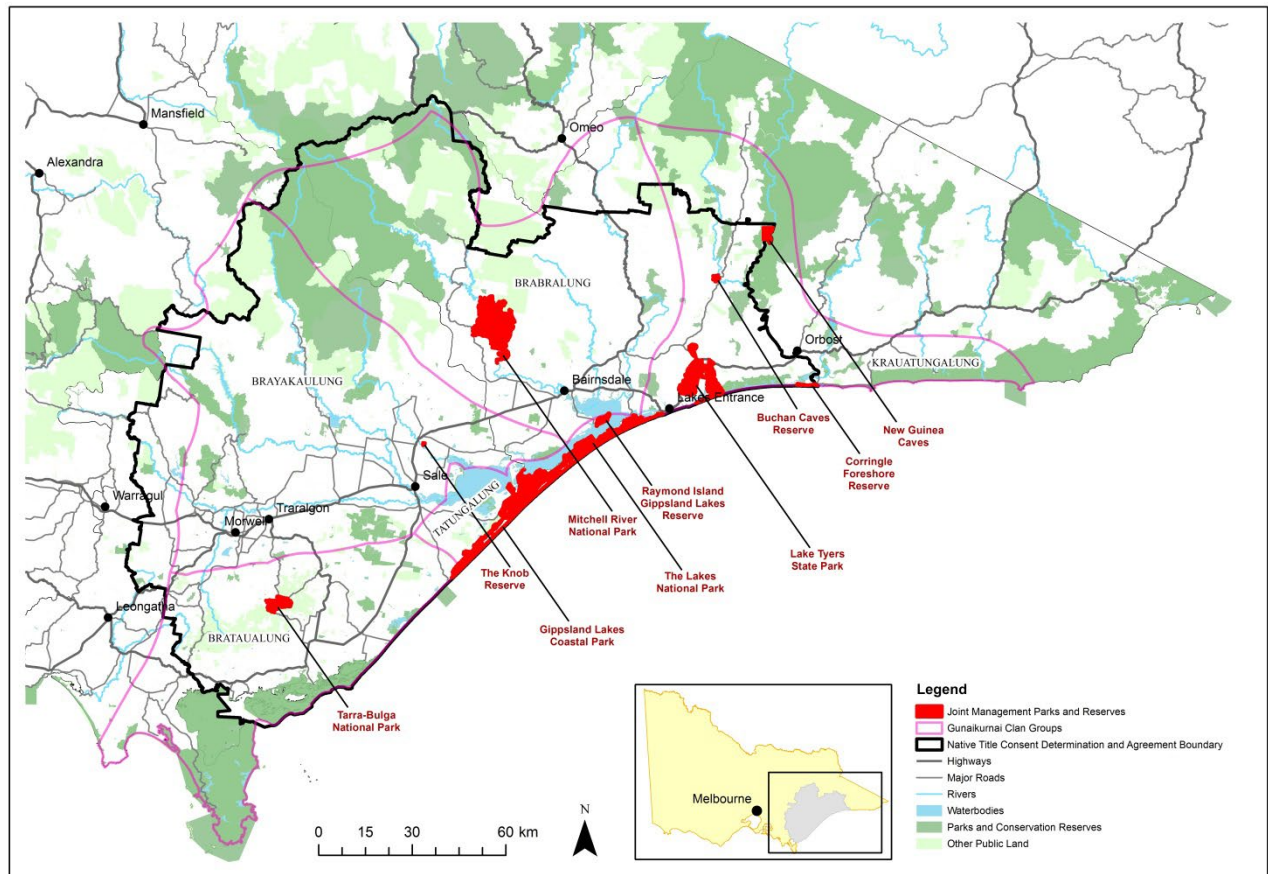 Mansfield
Omeo
Alexandra
BRABRALUNG
Orbost
KRAUATUNGALUNG
BRAYAKAULUNG
Bairnsdale
Lakes Entrance
Buchan Caves
Reserve
New Guinea
Caves
Corringle
Foreshore
Reserve
Warragul
Sale
Traralgon
Morwell
TATUNGALUNG
Raymond Island
Gippsland Lakes
Reserve
Mitchell River
National Park
Lake Tyers
State Park
The Knob
Reserve
The Lakes
National Park
Leongatha
BRATAUALUNG
Gippsland Lakes
Coastal Park
Tarra-Bulga
National Park
Melbourne
N
0 15 30 60 km
Legend
Joint Management Parks and Reserves
Gunaikurnai Clan Groups
Native Title Consent Determination and Agreement Boundary
Highways
Major Roads
Rivers
Waterbodies
Parks and Conservation Reserves
Other Public Land